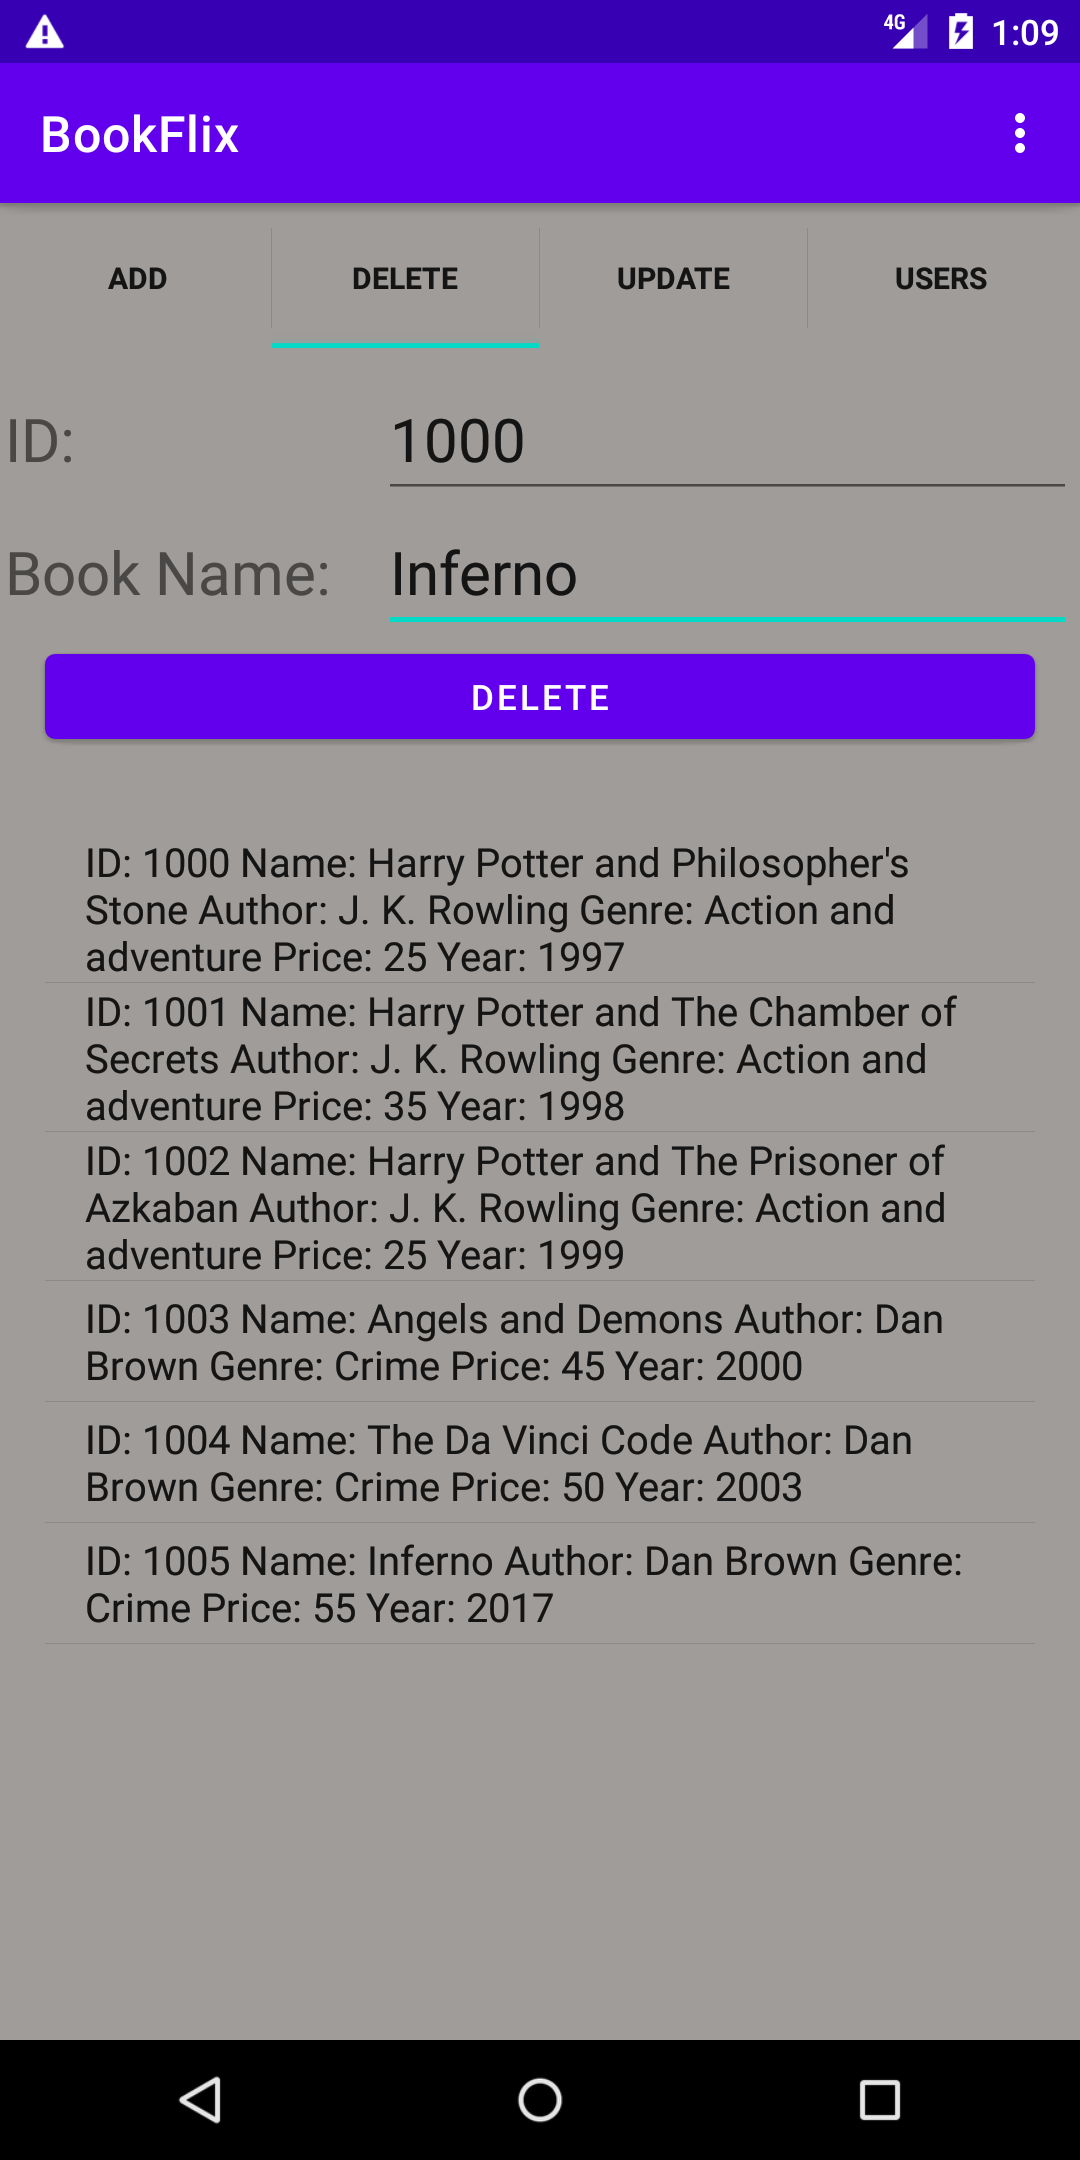 4G 1:09
BookFlix
ADD DELETE UPDATE USERS
ID: 1000
Book Name: Inferno
DELETE
ID: 1000 Name: Harry Potter and Philosopher's
Stone Author: J. K. Rowling Genre: Action and
adventure Price: 25 Year: 1997
ID: 1001 Name: Harry Potter and The Chamber of
Secrets Author: J. K. Rowling Genre: Action and
adventure Price: 35 Year: 1998
ID: 1002 Name: Harry Potter and The Prisoner of
Azkaban Author: J. K. Rowling Genre: Action and
adventure Price: 25 Year: 1999
ID: 1003 Name: Angels and Demons Author: Dan
Brown Genre: Crime Price: 45 Year: 2000
ID: 1004 Name: The Da Vinci Code Author: Dan
Brown Genre: Crime Price: 50 Year: 2003
ID: 1005 Name: Inferno Author: Dan Brown Genre:
Crime Price: 55 Year: 2017